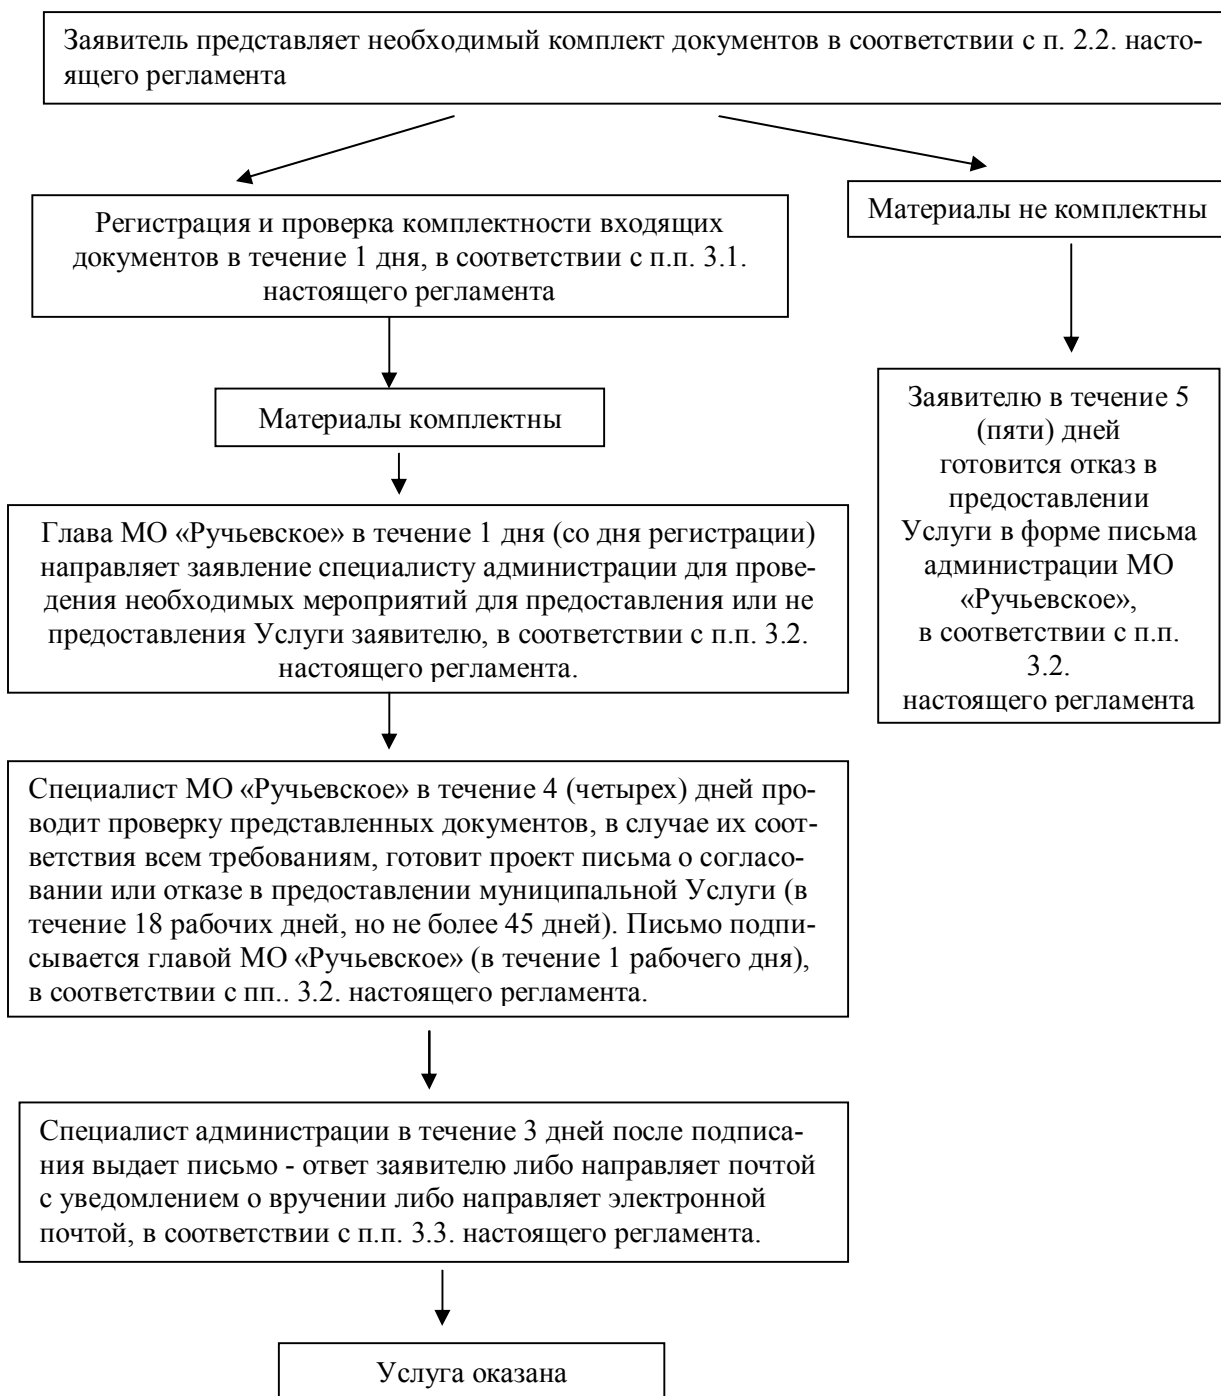 Заявитель представляет необходимый комплект документов в соответствии с п. 2.2. насто-
ящего регламента
Регистрация и проверка комплектности входящих
документов в течение 1 дня, в соответствии с п.п. 3.1.
настоящего регламента
Материалы не комплектны
Материалы комплектны
Заявителю в течение 5
(пяти) дней
готовится отказ в
предоставлении
Услуги в форме письма
администрации МО
«Ручьевское»,
в соответствии с п.п.
3.2.
настоящего регламента
Глава МО «Ручьевское» в течение 1 дня (со дня регистрации)
направляет заявление специалисту администрации для прове-
дения необходимых мероприятий для предоставления или не
предоставления Услуги заявителю, в соответствии с п.п. 3.2.
настоящего регламента.
Специалист МО «Ручьевское» в течение 4 (четырех) дней про-
водит проверку представленных документов, в случае их соот-
ветствия всем требованиям, готовит проект письма о согласо-
вании или отказе в предоставлении муниципальной Услуги (в
течение 18 рабочих дней, но не более 45 дней). Письмо подпи-
сывается главой МО «Ручьевское» (в течение 1 рабочего дня),
в соответствии с пп.. 3.2. настоящего регламента.
Специалист администрации в течение 3 дней после подписа-
ния выдает письмо - ответ заявителю либо направляет почтой
с уведомлением о вручении либо направляет электронной
почтой, в соответствии с п.п. 3.3. настоящего регламента.
Услуга оказана